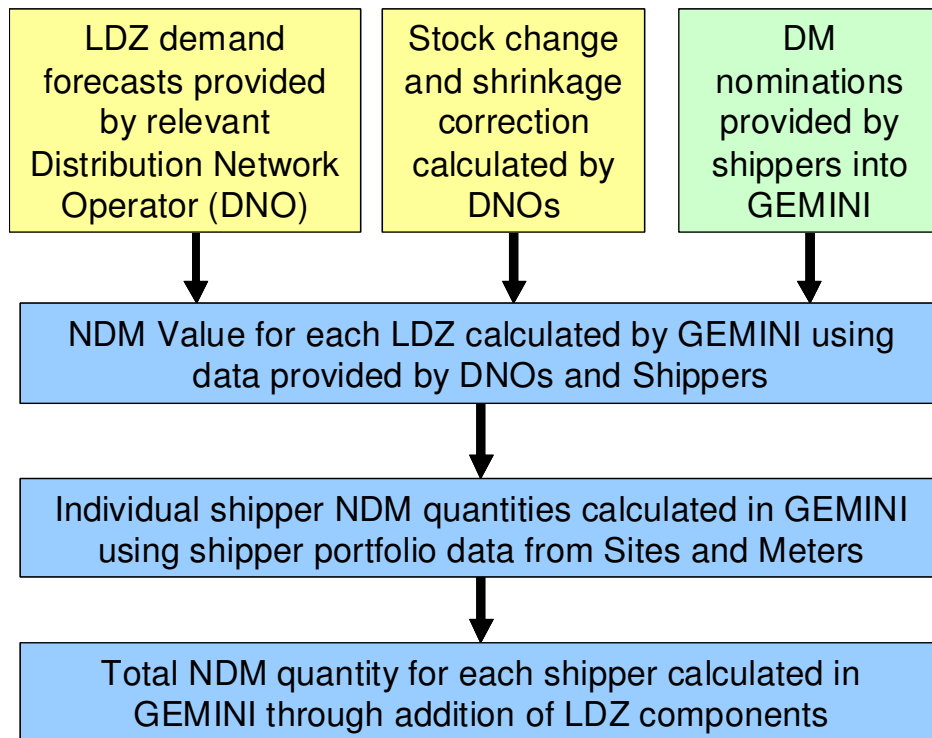 LDZ demand
forecasts provided
by relevant
Distribution Network
Operator (DNO)
Stock change
and shrinkage
correction
calculated by
DNOs
DM
nominations
provided by
shippers into
GEMINI
NDM Value for each LDZ calculated by GEMINI using
data provided by DNOs and Shippers
Individual shipper NDM quantities calculated in GEMINI
using shipper portfolio data from Sites and Meters
Total NDM quantity for each shipper calculated in
GEMINI through addition of LDZ components